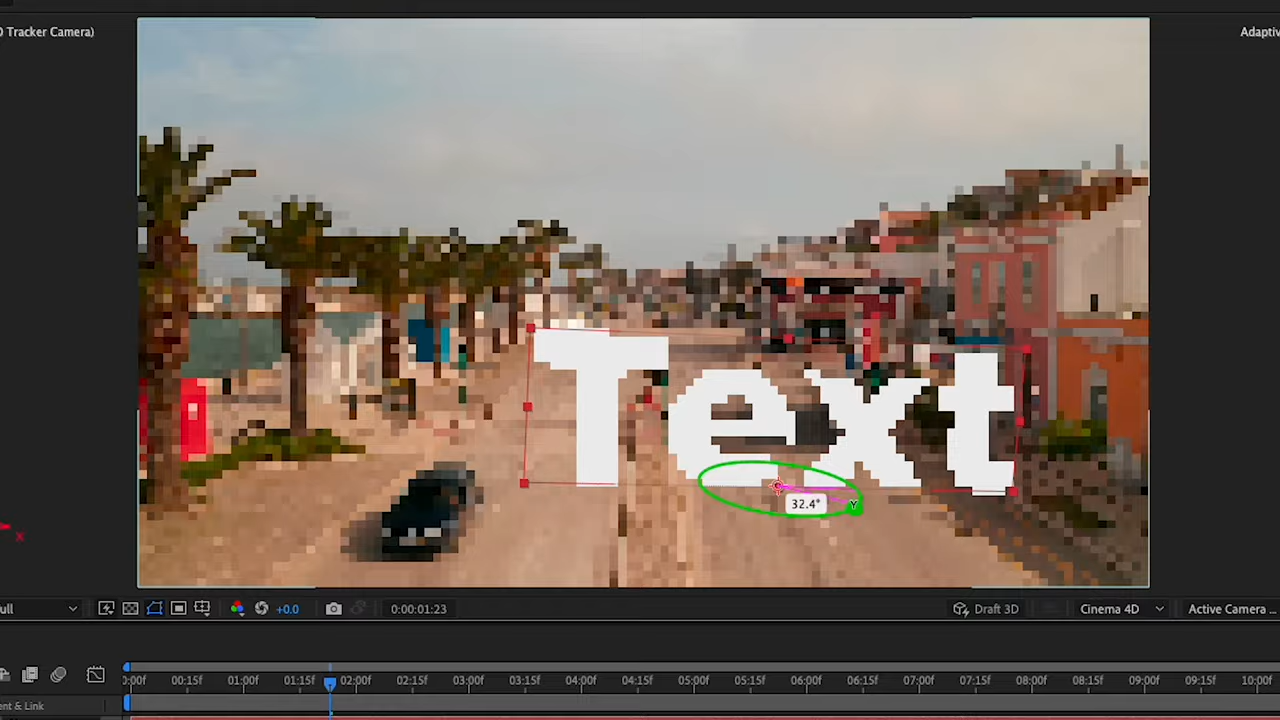 D Tracker Camera)
Adaptiv
Text
32.4°
Y
x
ull
+0.0
0:00:01:23
Draft 3D
Cinema 4D
Active Camera ...
0:00f 00:15f 01:00f 01:15f 02:00f 02:15f 03:00f 03:15f 04:00f 04:15f 05:00f 05:15f 06:00f 06:15f 07:00f 07:15f 08:00f 08:15f 09:00f 09:15f 10:00f
ent & Link